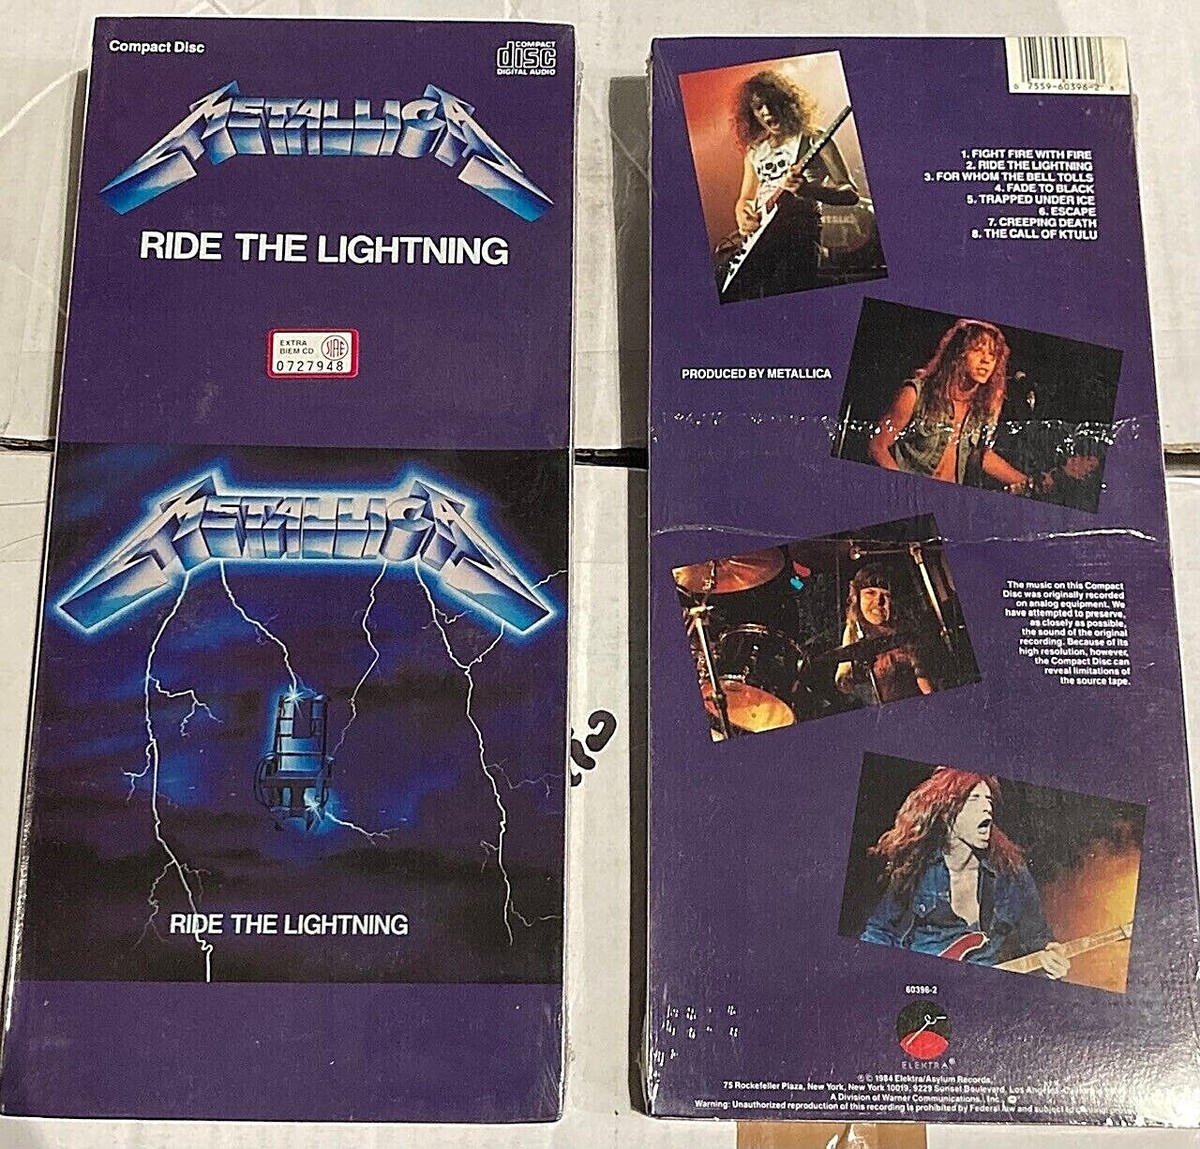 Compact Disc
COMPACT
disc
DIGITAL AUDIO
METALLICA
RIDE THE LIGHTNING
EXTRA
BIEM CD
SIAE
0727948
METALLICA
RIDE THE LIGHTNING
7559-60396-2
1. FIGHT FIRE WITH FIRE
2. RIDE THE LIGHTNING
3. FOR WHOM THE BELL TOLLS
4. FADE TO BLACK
5. TRAPPED UNDER ICE
6. ESCAPE
7. CREEPING DEATH
8. THE CALL OF KTULU
PRODUCED BY METALLICA
The music on this Compact
Disc was originally recorded
on analog equipment. We
have attempted to preserve,
as closely as possible,
the sound of the original
recording. Because of its
high resolution, however,
the Compact Disc can
reveal limitations of
the source tape.
60396-2
ELEKTRA®
℗© 1984 Elektra/Asylum Records,
75 Rockefeller Plaza, New York, New York 10019, 9229 Sunset Boulevard, Los
A Division of Warner Communications, Inc.
Warning: Unauthorized reproduction of this recording is prohibited by Federal law and subject to